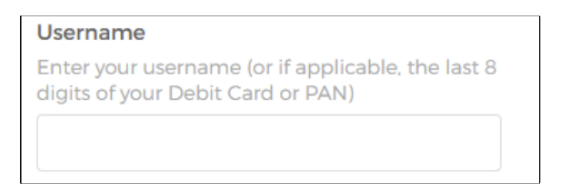 Username
Enter your username (or if applicable, the last 8
digits of your Debit Card or PAN)